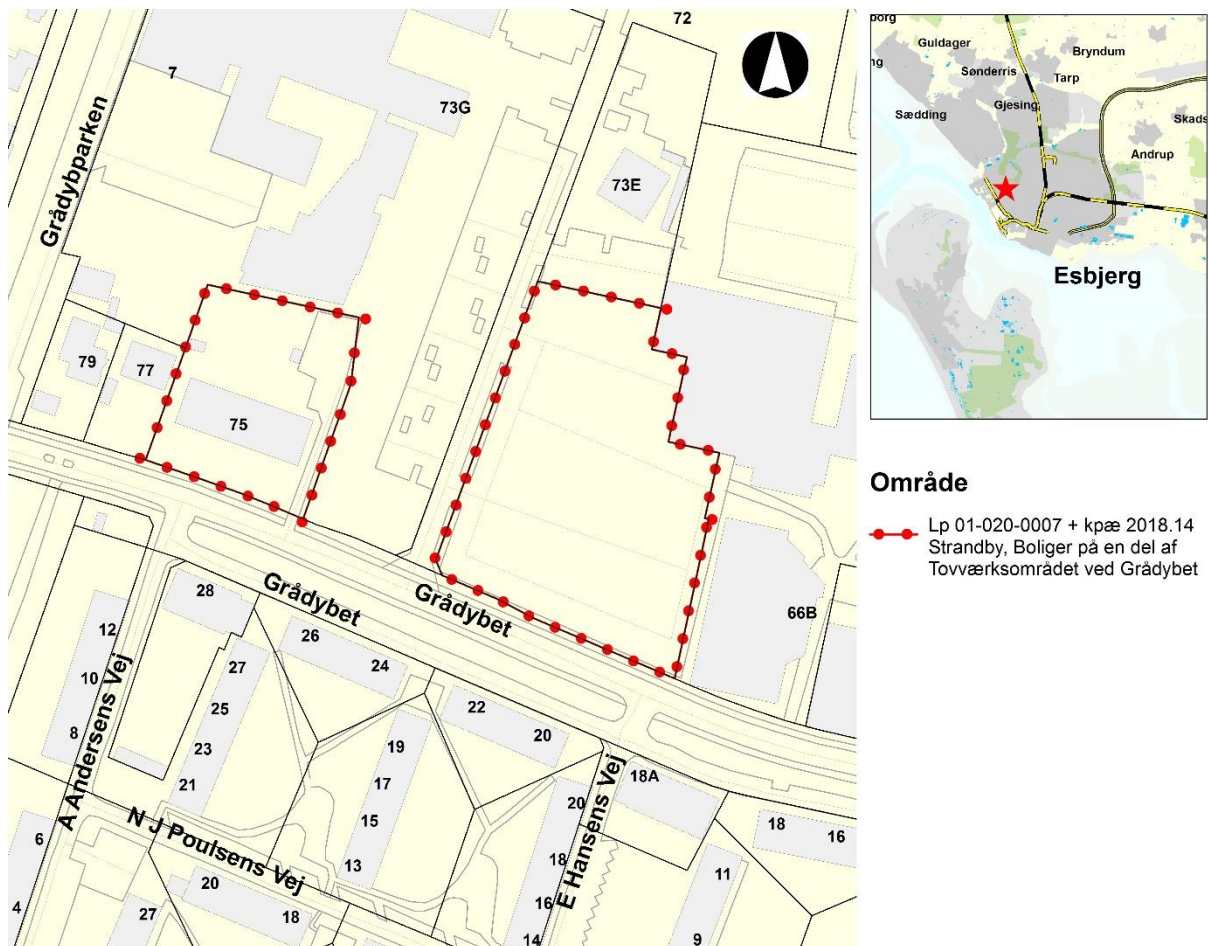 72
7
73G
73E
Grådybparken
79
77
75
66B
Grådybet
Grådybet
28
26
24
22
20
12
10
8
A Andersens Vej
27
25
23
21
19
17
15
13
N J Poulsens Vej
20
18
27
6
4
E Hansens Vej
20
18
16
14
18A
18
16
11
9
Guldager
Bryndum
Sønderris
Tarp
Gjesing
Sædding
Skads
Andrup
Esbjerg
Område
Lp 01-020-0007 + kpæ 2018.14
Strandby, Boliger på en del af
Tovværksområdet ved Grådybet